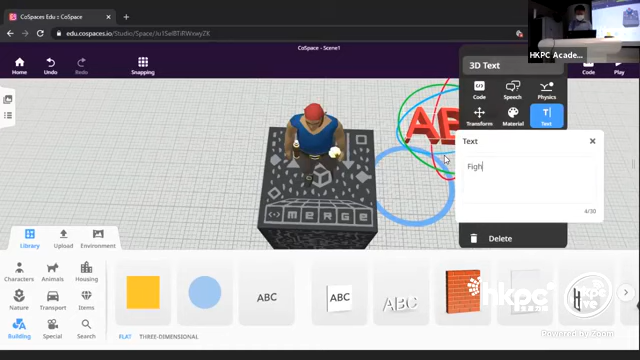 CoSpaces Edu :: CoSpace
edu.cospaces.io/Studio/Space/
HKPC Acade...
CoSpace - Scene1
Home
Undo
Redo
Snapping
Code
Play
3D Text
Code
Speech
Physics
Transform
Material
Text
Text
Figh
4/30
Delete
merge
Library
Upload
Environment
Characters
Animals
Housing
Nature
Transport
Items
Building
Special
Search
ABC
ABC
ABC
FLAT
THREE-DIMENSIONAL
hkpc
Powered by Zoom